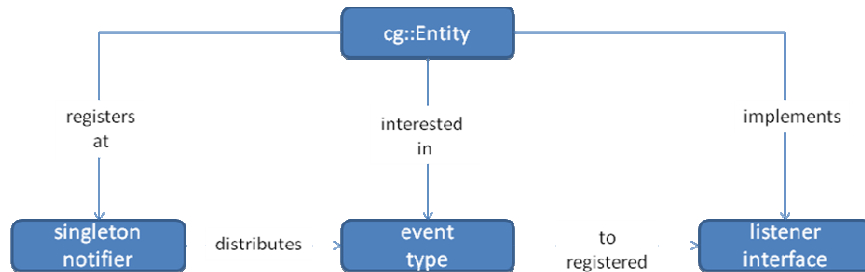 cg::Entity
registers
at
interested
in
implements
singleton
notifier
distributes
event
type
to
registered
listener
interface